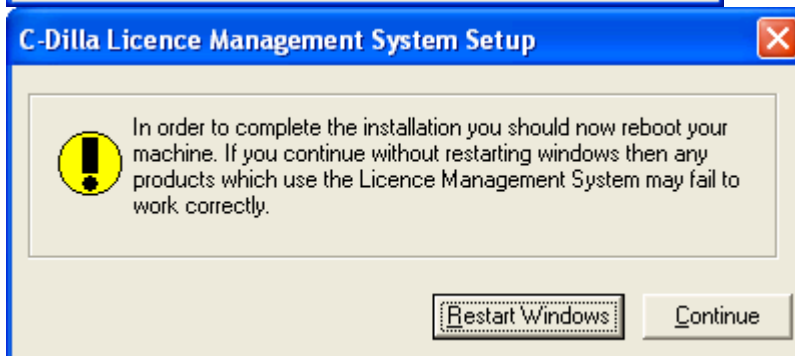 C-Dilla Licence Management System Setup
In order to complete the installation you should now reboot your
machine. If you continue without restarting windows then any
products which use the Licence Management System may fail to
work correctly.
Restart Windows Continue